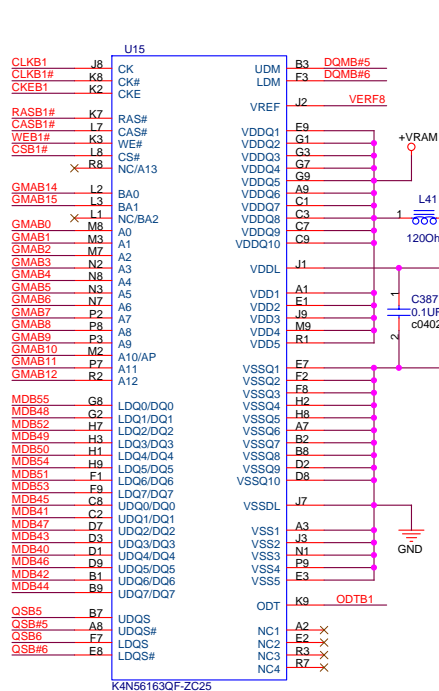 U15
CLKB1 J8 CK UDM B3 DQMB#5
CLKB1# K8 CK# LDM F3 DQMB#6
CKEB1 K2 CKE
VREF J2 VERF8
RASB1# K7 RAS#
CASB1# L7 CAS# VDDQ1 E9
WEB1# K3 WE# VDDQ2 G1
CSB1# L8 CS# VDDQ3 G3
R8 NC/A13 VDDQ4 G7
VDDQ5 G9
+VRAM
GMAB14 L2 BA0 VDDQ6 A9
GMAB15 L3 BA1 VDDQ7 C1
L1 NC/BA2 VDDQ8 C3
L41
1
120Oh
GMAB0 M8 A0 VDDQ9 C7
GMAB1 M3 A1 VDDQ10 C9
GMAB2 M7 A2
GMAB3 N2 A3 VDDL J1
GMAB4 N8 A4
GMAB5 N3 A5 VDD1 A1
GMAB6 N7 A6 VDD2 E1
GMAB7 P2 A7 VDD3 J9
GMAB8 P8 A8 VDD4 M9
GMAB9 P3 A9 VDD5 R1
1
C387
0.1UF
c0402
2
GMAB10 M2 A10/AP
GMAB11 P7 A11 VSSQ1 E7
GMAB12 R2 A12 VSSQ2 F2
VSSQ3 F8
MDB55 G8 LDQ0/DQ0 VSSQ4 H2
MDB48 G2 LDQ1/DQ1 VSSQ5 H8
MDB52 H7 LDQ2/DQ2 VSSQ6 A7
MDB49 H3 LDQ3/DQ3 VSSQ7 B2
MDB50 H1 LDQ4/DQ4 VSSQ8 B8
MDB54 H9 LDQ5/DQ5 VSSQ9 D2
MDB51 F1 LDQ6/DQ6 VSSQ10 D8
MDB53 F9 LDQ7/DQ7
MDB45 C8 UDQ0/DQ0 VSSDL J7
MDB41 C2 UDQ1/DQ1
MDB47 D7 UDQ2/DQ2 VSS1 A3
MDB43 D3 UDQ3/DQ3 VSS2 J3
MDB40 D1 UDQ4/DQ4 VSS3 N1
MDB46 D9 UDQ5/DQ5 VSS4 P9
MDB42 B1 UDQ6/DQ6 VSS5 E3
MDB44 B9 UDQ7/DQ7
GND
ODT K9 ODTB1
QSB5 B7 UDQS
QSB#5 A8 UDQS# NC1 A2
QSB6 F7 LDQS NC2 E2
QSB#6 E8 LDQS# NC3 R3
NC4 R7
K4N56163QF-ZC25